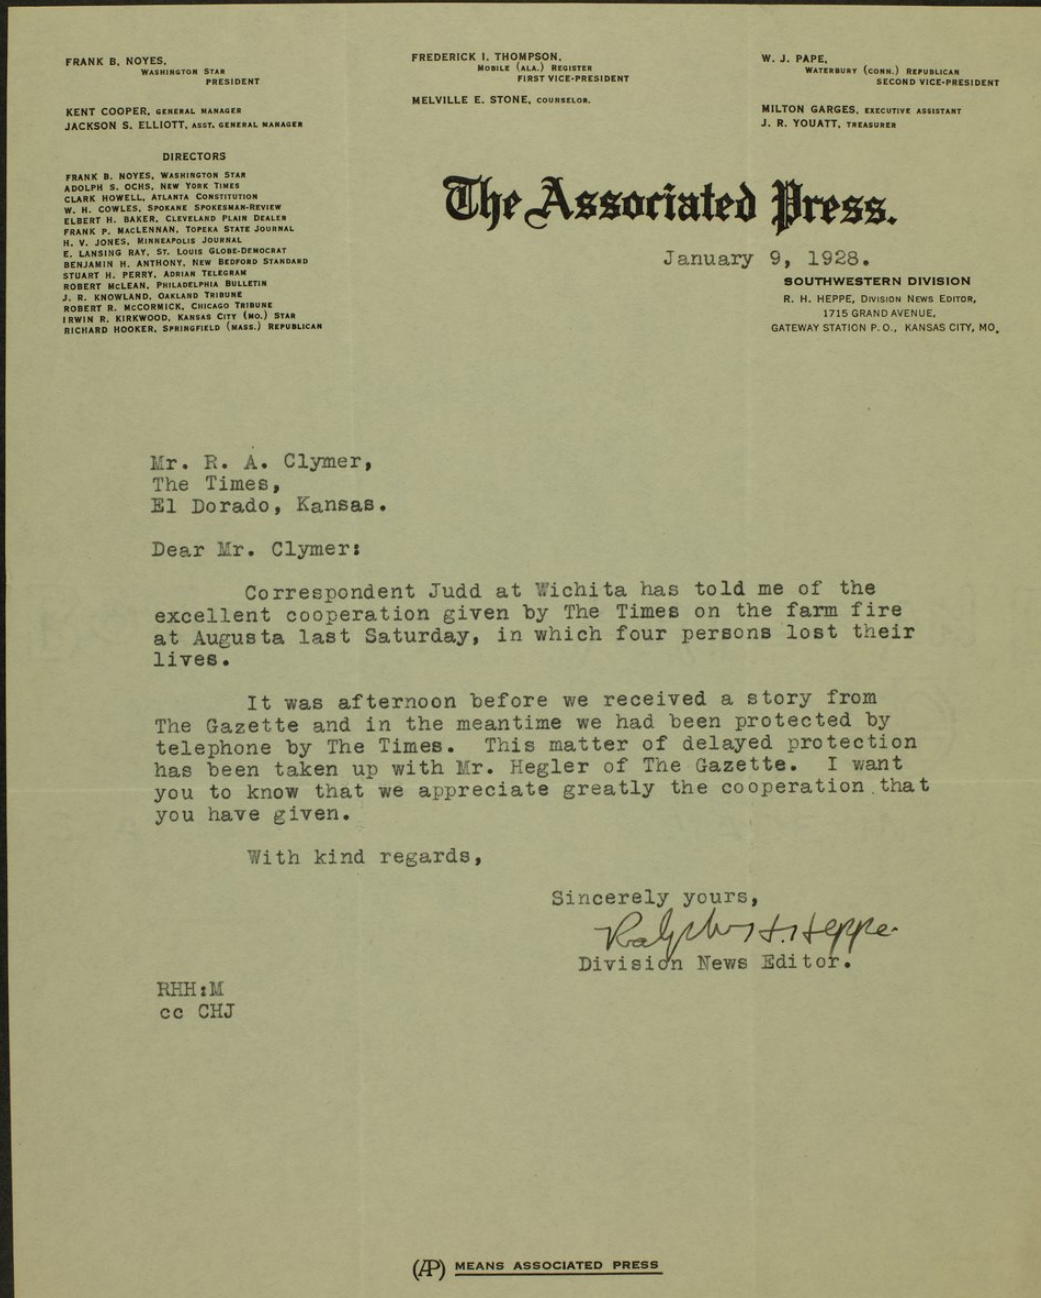 FRANK B. NOYES,
WASHINGTON STAR
PRESIDENT
KENT COOPER, GENERAL MANAGER
JACKSON S. ELLIOTT, ASST. GENERAL MANAGER
FREDERICK I. THOMPSON,
MOBILE (ALA.) REGISTER
FIRST VICE-PRESIDENT
MELVILLE E. STONE, COUNSELOR.
W. J. PAPE,
WATERBURY (CONN.) REPUBLICAN
SECOND VICE-PRESIDENT
MILTON GARGES, EXECUTIVE ASSISTANT
J. R. YOUATT, TREASURER
DIRECTORS
FRANK B. NOYES, WASHINGTON STAR
ADOLPH S. OCHS, NEW YORK TIMES
CLARK HOWELL, ATLANTA CONSTITUTION
W. H. COWLES, SPOKANE SPOKESMAN-REVIEW
ELBERT H. BAKER, CLEVELAND PLAIN DEALER
FRANK P. MACLENNAN, TOPEKA STATE JOURNAL
H. V. JONES, MINNEAPOLIS JOURNAL
E. LANSING RAY, ST. LOUIS GLOBE-DEMOCRAT
BENJAMIN H. ANTHONY, NEW BEDFORD STANDARD
STUART H. PERRY, ADRIAN TELEGRAM
ROBERT MCLEAN, PHILADELPHIA BULLETIN
J. R. KNOWLAND, OAKLAND TRIBUNE
ROBERT R. MCCORMICK, CHICAGO TRIBUNE
IRWIN R. KIRKWOOD, KANSAS CITY (MO.) STAR
RICHARD HOOKER, SPRINGFIELD (MASS.) REPUBLICAN
The Associated Press.
January 9, 1928.
SOUTHWESTERN DIVISION
R. H. HEPPE, DIVISION NEWS EDITOR,
1715 GRAND AVENUE,
GATEWAY STATION P. O., KANSAS CITY, MO.
Mr. R. A. Clymer,
The Times,
El Dorado, Kansas.
Dear Mr. Clymer:
Correspondent Judd at Wichita has told me of the
excellent cooperation given by The Times on the farm fire
at Augusta last Saturday, in which four persons lost their
lives.
It was afternoon before we received a story from
The Gazette and in the meantime we had been protected by
telephone by The Times. This matter of delayed protection
has been taken up with Mr. Hegler of The Gazette. I want
you to know that we appreciate greatly the cooperation that
you have given.
With kind regards,
Sincerely yours,
Ralph H. Heppe
Division News Editor.
RHH:M
cc CHJ
(AP) MEANS ASSOCIATED PRESS